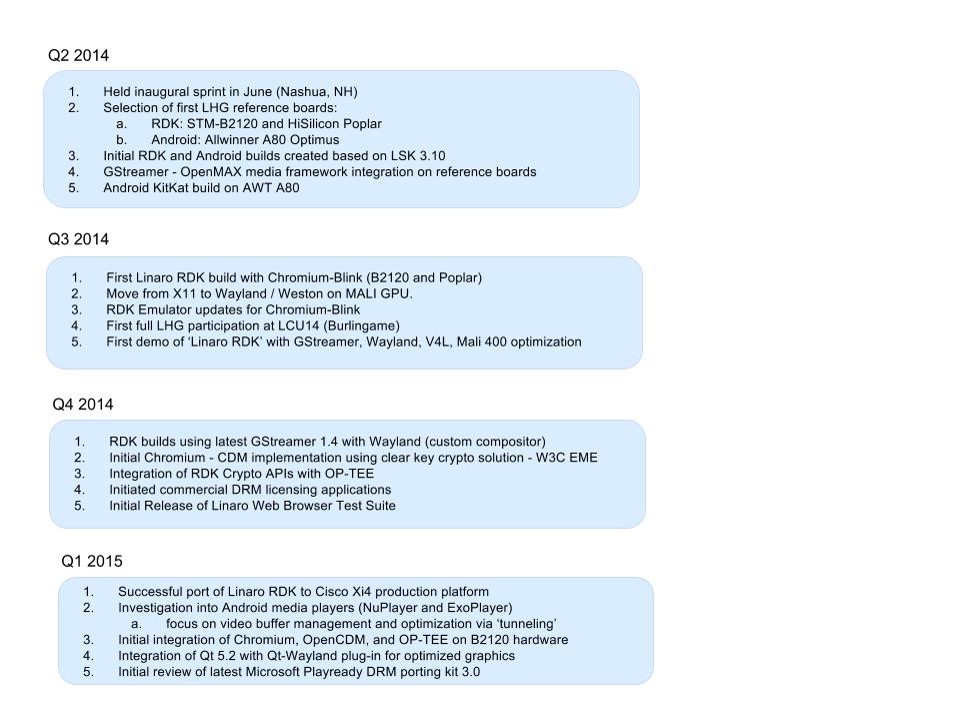 Q2 2014
1. Held inaugural sprint in June (Nashua, NH)
2. Selection of first LHG reference boards:
a. RDK: STM-B2120 and HiSilicon Poplar
b. Android: Allwinner A80 Optimus
3. Initial RDK and Android builds created based on LSK 3.10
4. GStreamer - OpenMAX media framework integration on reference boards
5. Android KitKat build on AWT A80
Q3 2014
1. First Linaro RDK build with Chromium-Blink (B2120 and Poplar)
2. Move from X11 to Wayland / Weston on MALI GPU.
3. RDK Emulator updates for Chromium-Blink
4. First full LHG participation at LCU14 (Burlingame)
5. First demo of ‘Linaro RDK’ with GStreamer, Wayland, V4L, Mali 400 optimization
Q4 2014
1. RDK builds using latest GStreamer 1.4 with Wayland (custom compositor)
2. Initial Chromium - CDM implementation using clear key crypto solution - W3C EME
3. Integration of RDK Crypto APIs with OP-TEE
4. Initiated commercial DRM licensing applications
5. Initial Release of Linaro Web Browser Test Suite
Q1 2015
1. Successful port of Linaro RDK to Cisco Xi4 production platform
2. Investigation into Android media players (NuPlayer and ExoPlayer)
a. focus on video buffer management and optimization via ‘tunneling’
3. Initial integration of Chromium, OpenCDM, and OP-TEE on B2120 hardware
4. Integration of Qt 5.2 with Qt-Wayland plug-in for optimized graphics
5. Initial review of latest Microsoft Playready DRM porting kit 3.0